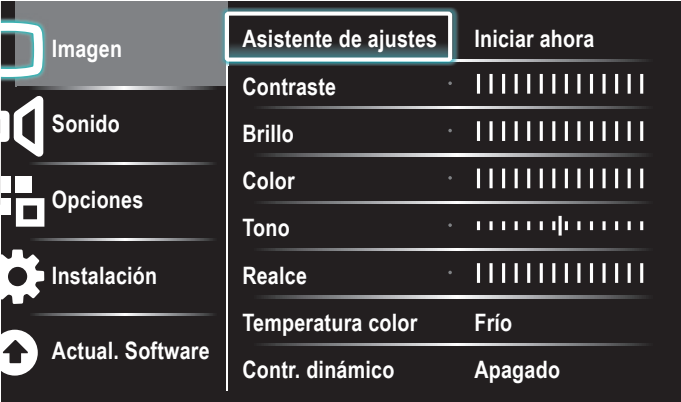 Imagen
Sonido
Opciones
Instalación
Actual. Software
Asistente de ajustes Iniciar ahora
Contraste
Brillo
Color
Tono
Realce
Temperatura color Frío
Contr. dinámico Apagado